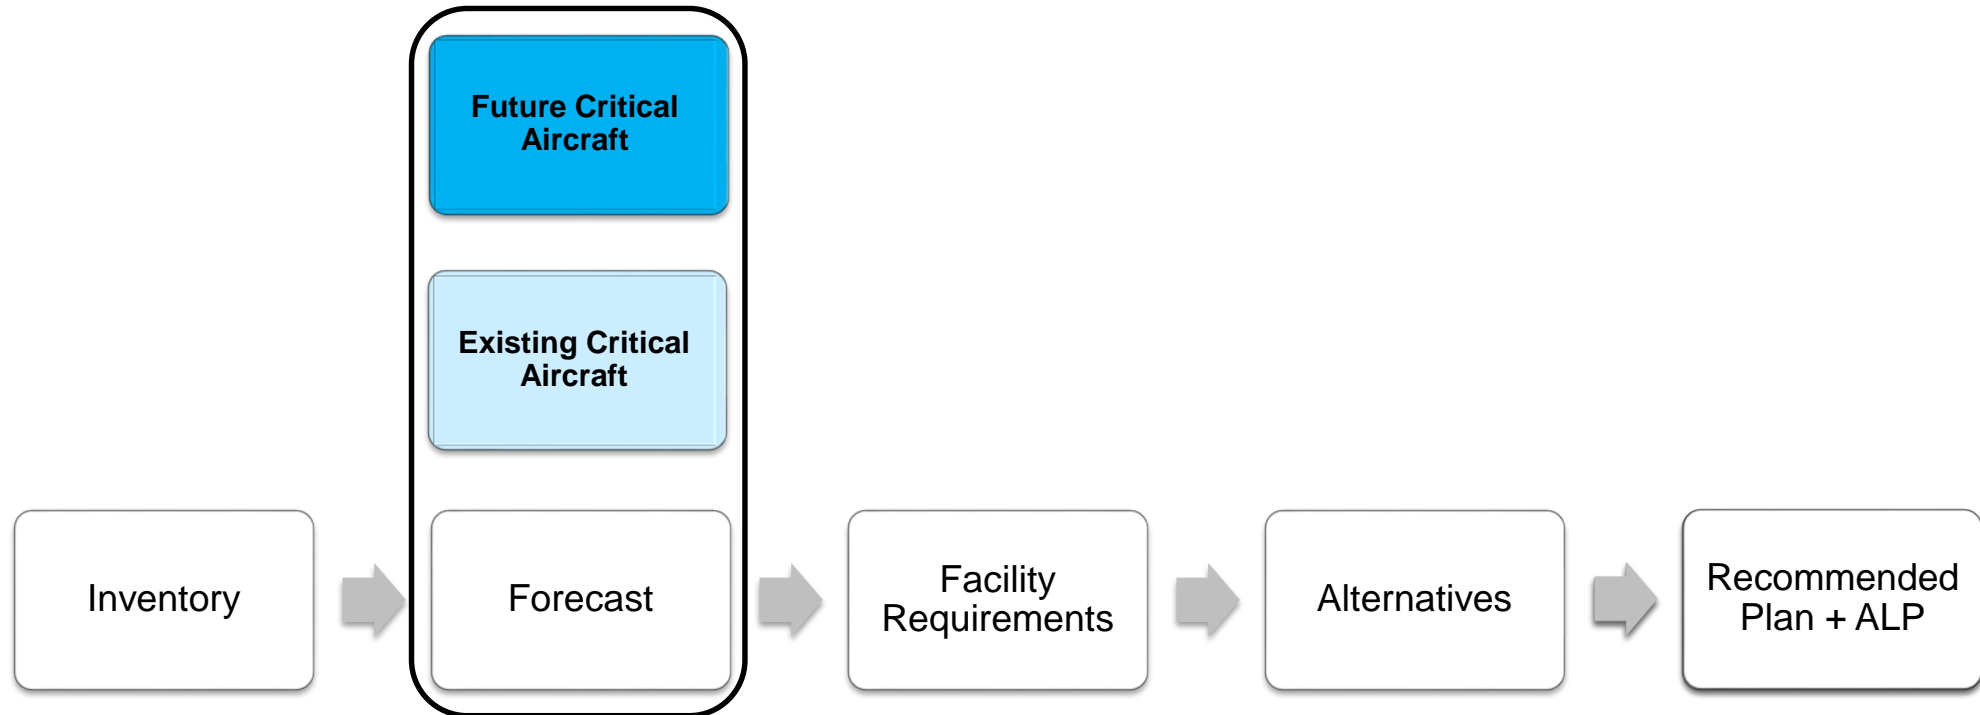 Future Critical
Aircraft
Existing Critical
Aircraft
Inventory
Forecast
Facility
Requirements
Alternatives
Recommended
Plan + ALP